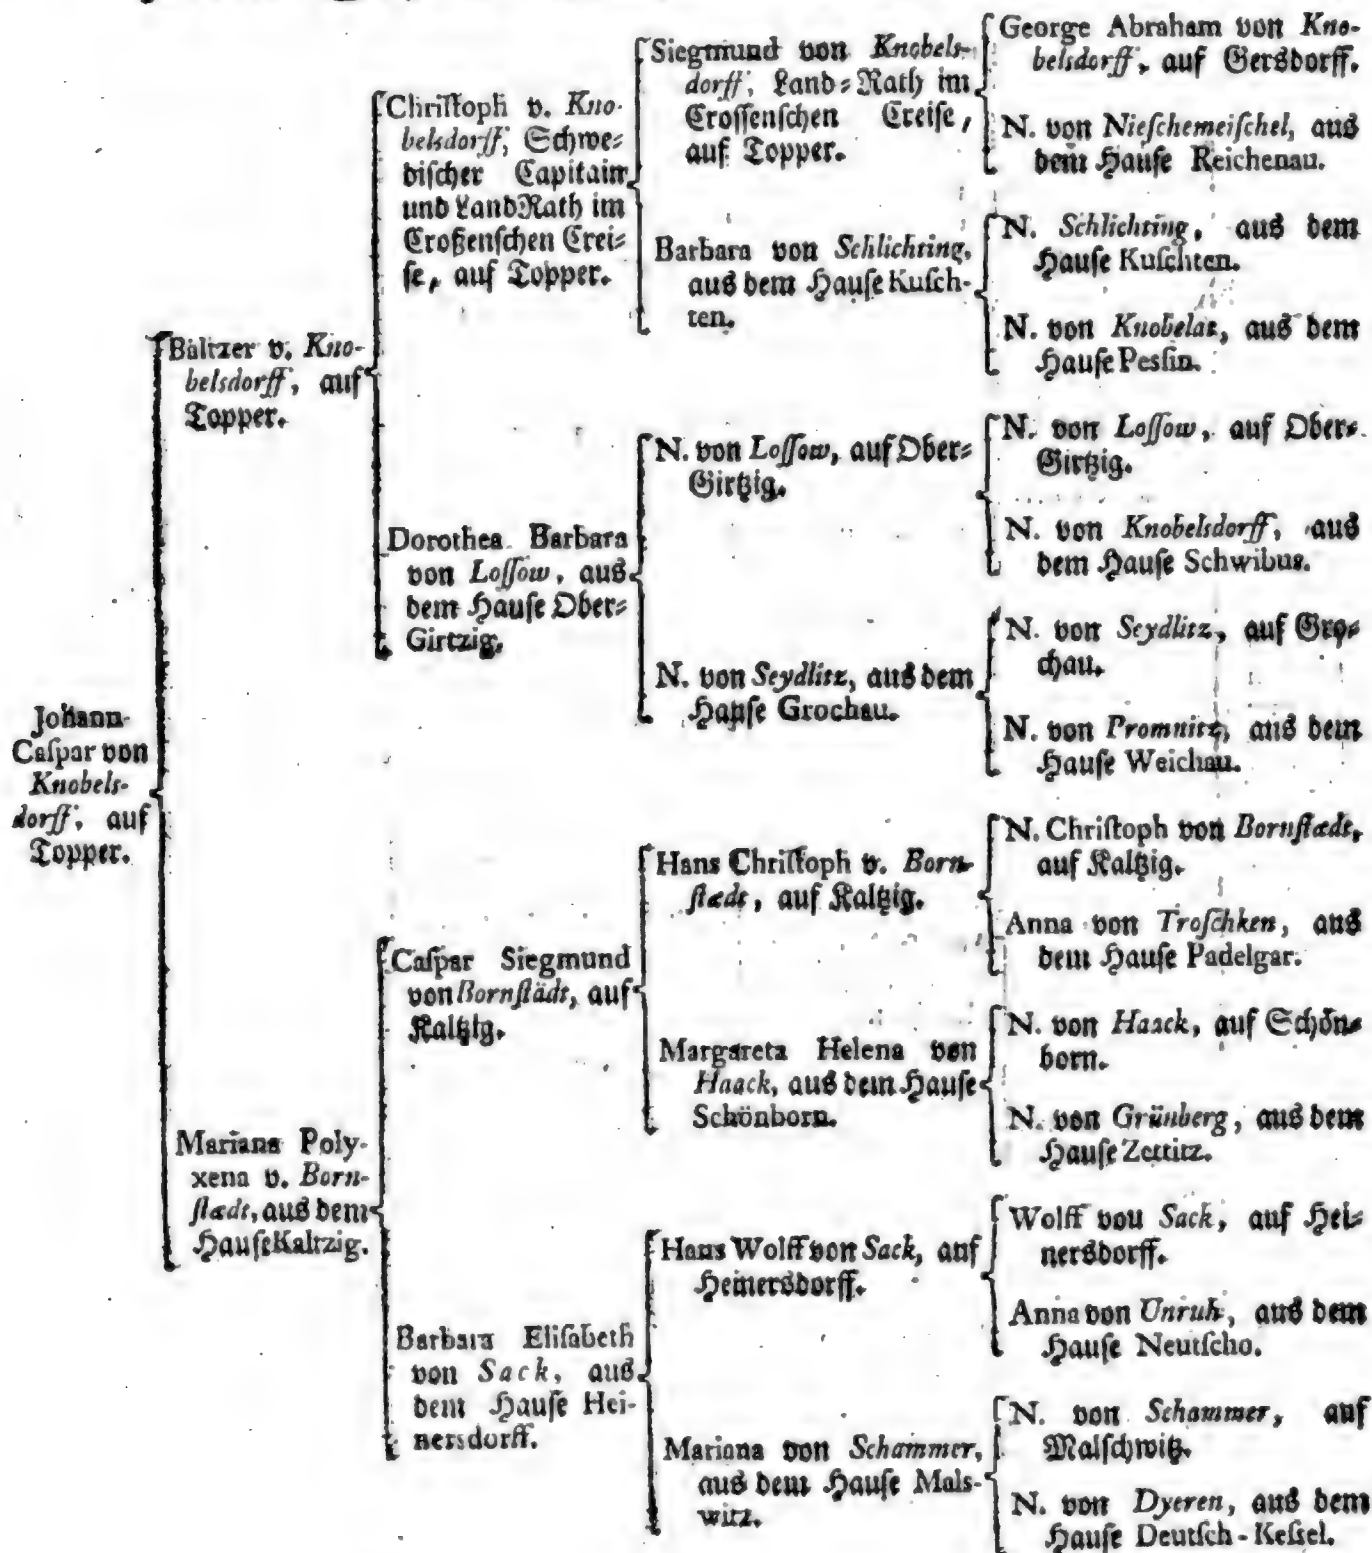 Johann-
Caſpar von
Knobels-
dorff, auf
Topper.
Baltzer v. Kno-
belsdorff, auf
Topper.
Mariana Poly-
xena v. Born-
ſtædt, aus dem
Hauſe Kaltzig.
Chriſtoph v. Kno-
belsdorff, Schwe-
diſcher Capitain
und LandRath im
Croßenſchen Crei-
ſe, auf Topper.
Dorothea Barbara
von Loſſow, aus
dem Hauſe Ober-
Girtzig.
Caſpar Siegmund
von Bornſtädt, auf
Kaltzig.
Barbara Eliſabeth
von Sack, aus
dem Hauſe Hei-
nersdorff.
Siegmund von Knobels-
dorff, Land-Rath im
Croſſenſchen Creiſe,
auf Topper.
Barbara von Schlichting,
aus dem Hauſe Kuſch-
ten.
N. von Loſſow, auf Ober-
Girtzig.
N. von Seydlitz, aus dem
Hauſe Grochau.
Hans Chriſtoph v. Born-
ſtædt, auf Kaltzig.
Margareta Helena von
Haack, aus dem Hauſe
Schönborn.
Hans Wolff von Sack, auf
Heinersdorff.
Mariana von Schammer,
aus dem Hauſe Mals-
witz.
George Abraham von Kno-
belsdorff, auf Gersdorff.
N. von Nieſchemeiſchel, aus
dem Hauſe Reichenau.
N. Schlichting, aus dem
Hauſe Kuſchten.
N. von Knobelat, aus dem
Hauſe Peſſin.
N. von Loſſow, auf Ober-
Girtzig.
N. von Knobelsdorff, aus
dem Hauſe Schwibus.
N. von Seydlitz, auf Gro-
chau.
N. von Promnitz, aus dem
Hauſe Weichau.
N. Chriſtoph von Bornſtædt,
auf Kaltzig.
Anna von Troſchken, aus
dem Hauſe Padelgar.
N. von Haack, auf Schön-
born.
N. von Grünberg, aus dem
Hauſe Zettitz.
Wolff von Sack, auf Hei-
nersdorff.
Anna von Unruh, aus dem
Hauſe Neutſcho.
N. von Schammer, auf
Malſchwitz.
N. von Dyeren, aus dem
Hauſe Deutſch-Keſſel.